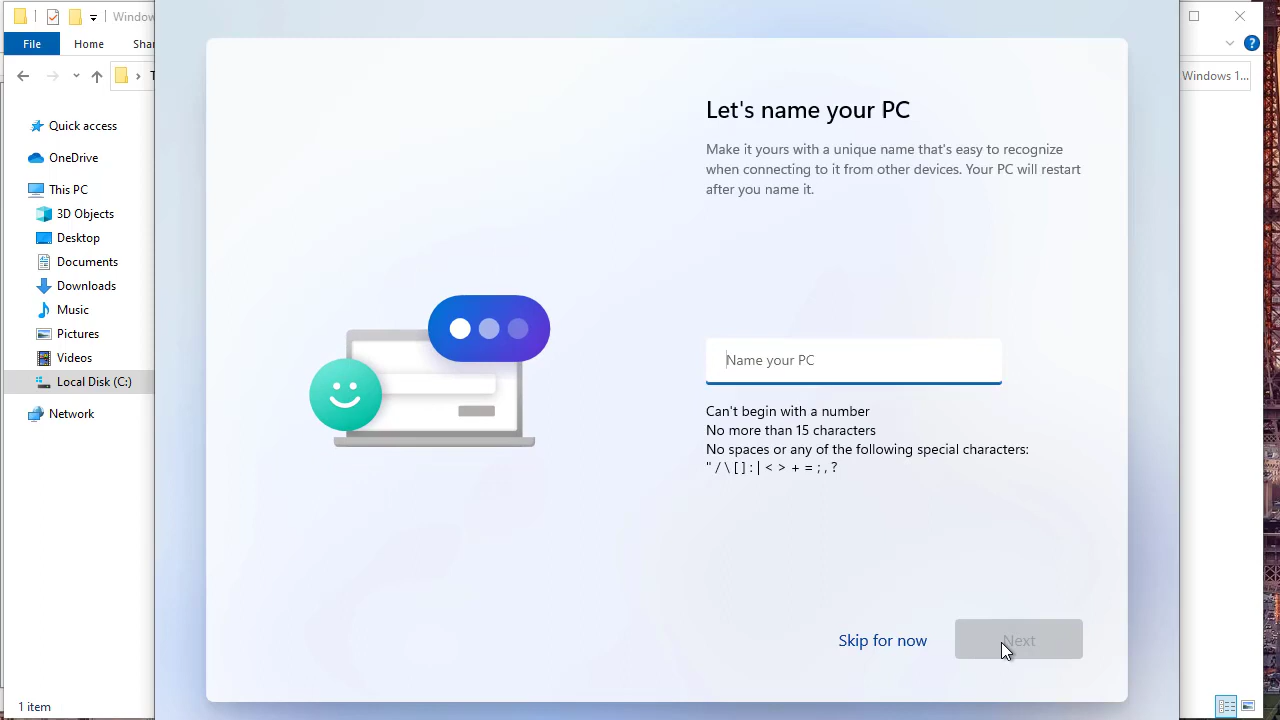 Windows
File
Home
Shar
Windows 1...
Quick access
OneDrive
This PC
3D Objects
Desktop
Documents
Downloads
Music
Pictures
Videos
Local Disk (C:)
Network
1 item
Let's name your PC
Make it yours with a unique name that's easy to recognize
when connecting to it from other devices. Your PC will restart
after you name it.
Name your PC
Can't begin with a number
No more than 15 characters
No spaces or any of the following special characters:
" / \ [ ] : | < > + = ; , ?
Skip for now
Next